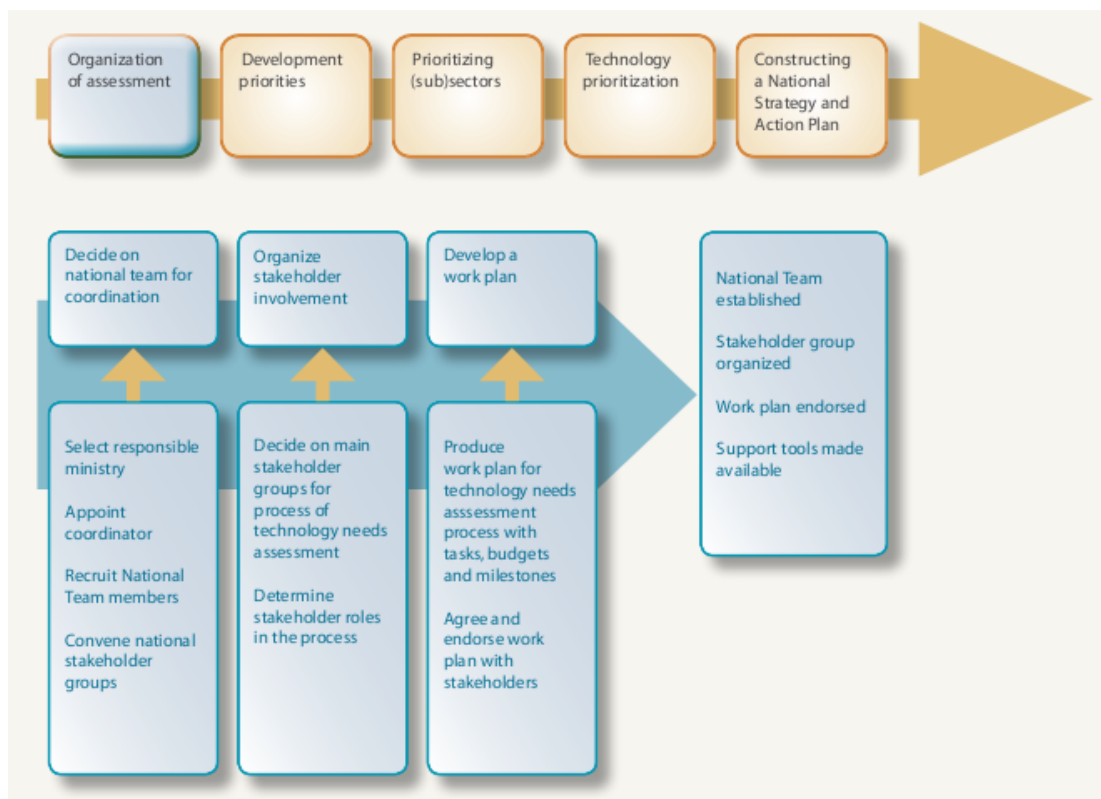 Organization
of assessment
Development
priorities
Prioritizing
(sub)sectors
Technology
prioritization
Constructing
a National
Strategy and
Action Plan
Decide on
national team for
coordination
Organize
stakeholder
involvement
Develop a
work plan
Select responsible
ministry
Appoint
coordinator
Recruit National
Team members
Convene national
stakeholder
groups
Decide on main
stakeholder
groups for
process of
technology needs
assessment
Determine
stakeholder roles
in the process
Produce
work plan for
technology needs
asssessment
process with
tasks, budgets
and milestones
Agree and
endorse work
plan with
stakeholders
National Team
established
Stakeholder group
organized
Work plan endorsed
Support tools made
available